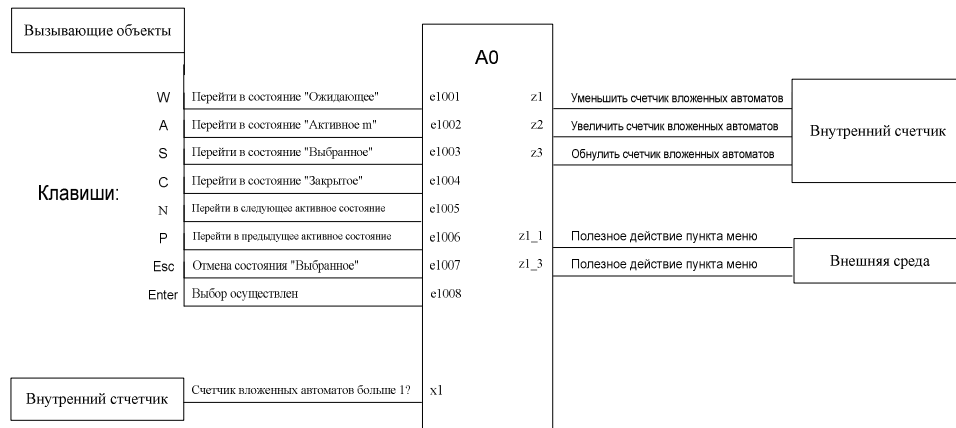 Вызывающие объекты
A0
W Перейти в состояние "Ожидающее" e1001 z1 Уменьшить счетчик вложенных автоматов
A Перейти в состояние "Активное m" e1002 z2 Увеличить счетчик вложенных автоматов
Внутренний счетчик
S Перейти в состояние "Выбранное" e1003 z3 Обнулить счетчик вложенных автоматов
C Перейти в состояние "Закрытое" e1004
Клавиши:
N Перейти в следующее активное состояние e1005
P Перейти в предыдущее активное состояние e1006 z1_1 Полезное действие пункта меню
Внешняя среда
Esc Отмена состояния "Выбранное" e1007 z1_3 Полезное действие пункта меню
Enter Выбор осуществлен e1008
Внутренний стчетчик
Счетчик вложенных автоматов больше 1? x1